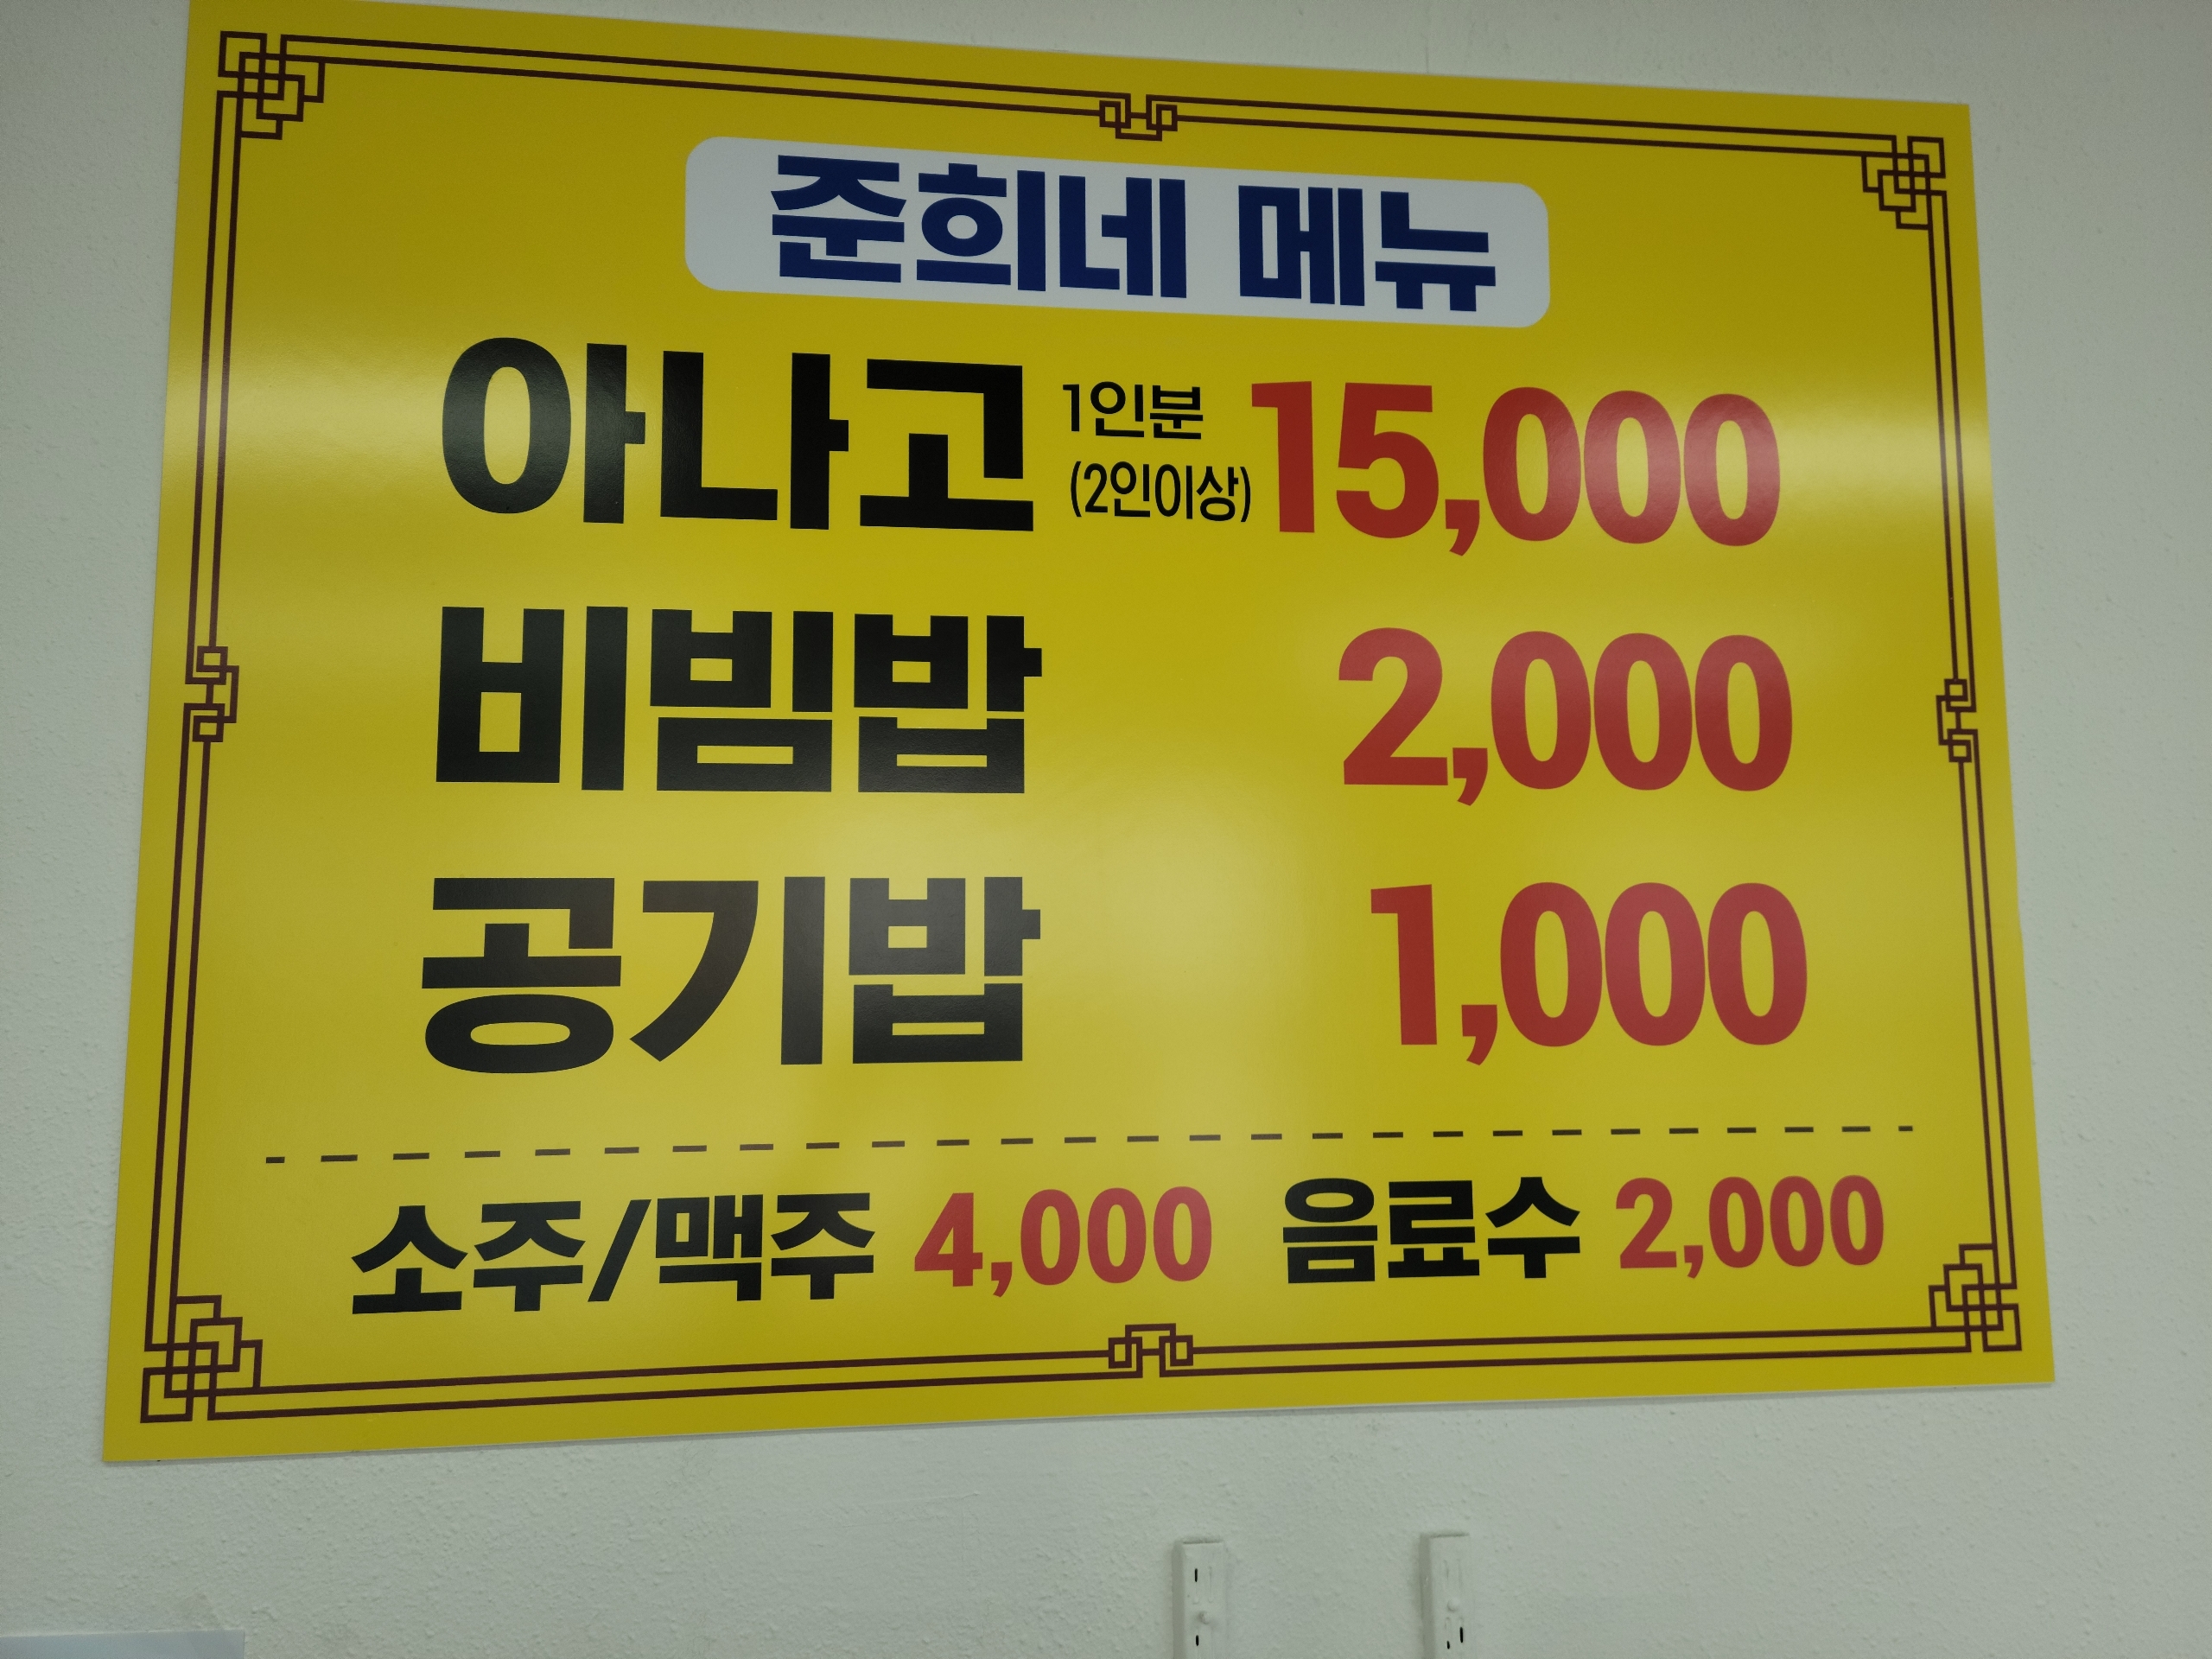 준희네 메뉴
아나고 1인분 (2인이상) 15,000
비빔밥 2,000
공기밥 1,000
소주/맥주 4,000 음료수 2,000